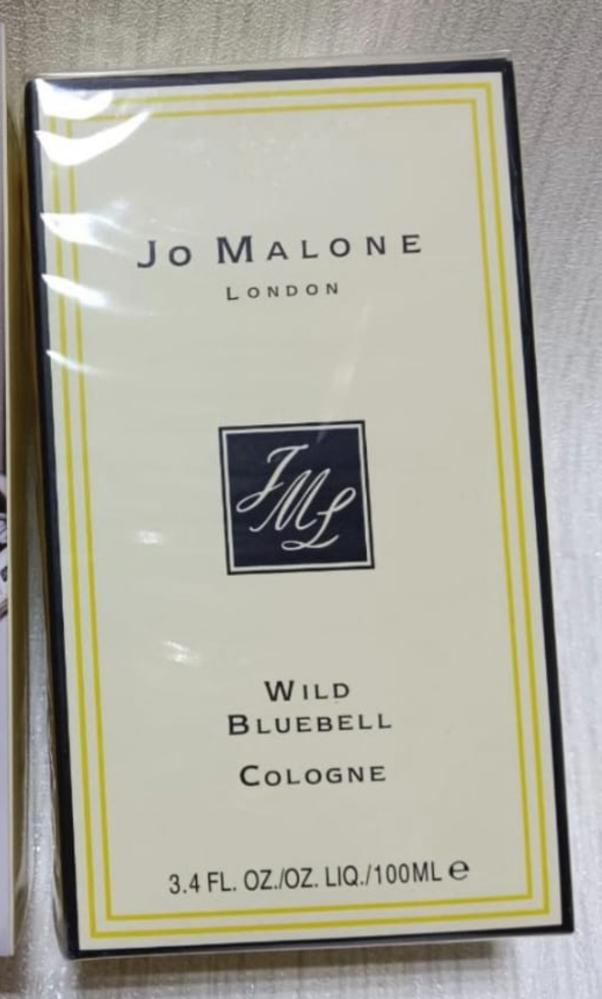 Jo Malone
London
JML
Wild
Bluebell
Cologne
3.4 FL. OZ./OZ. LIQ./100ML ℮